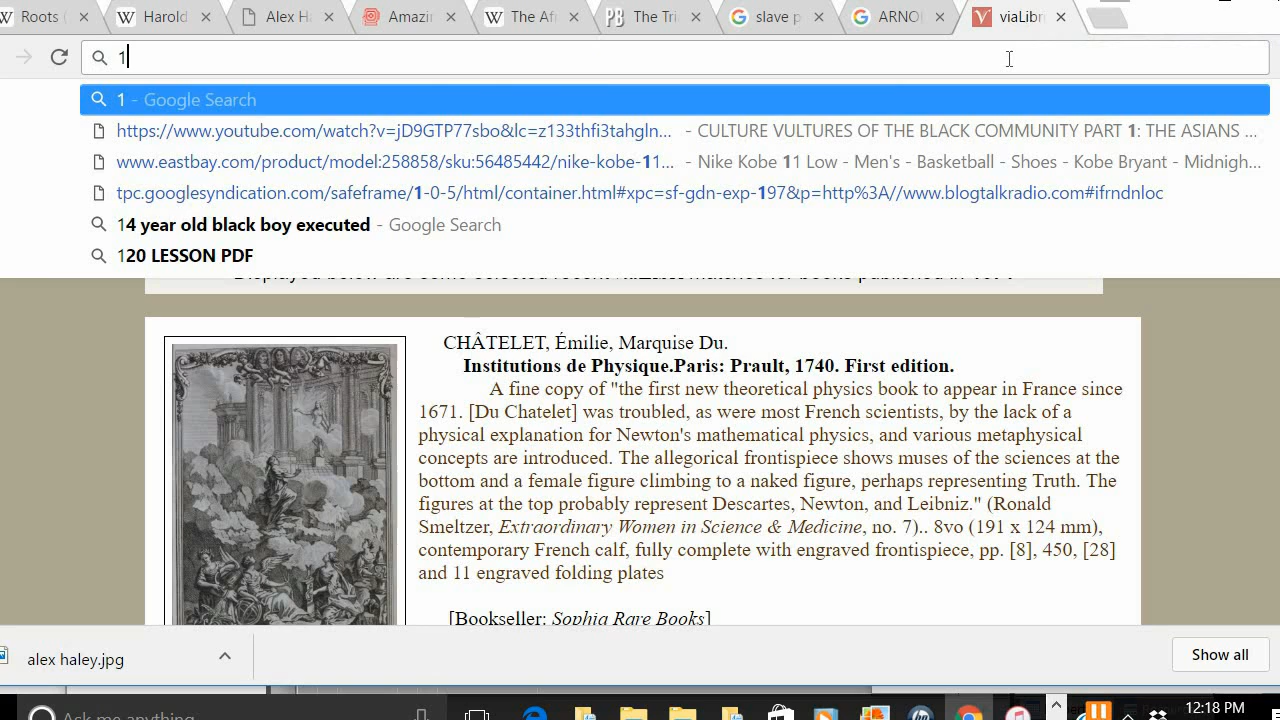 Roots (
Harold
Alex H
Amazi
The Af
The Tri
slave p
ARNO
viaLibr
1
1 - Google Search
https://www.youtube.com/watch?v=jD9GTP77sbo&lc=z133thfi3tahgln... - CULTURE VULTURES OF THE BLACK COMMUNITY PART 1: THE ASIANS ...
www.eastbay.com/product/model:258858/sku:56485442/nike-kobe-11... - Nike Kobe 11 Low - Men's - Basketball - Shoes - Kobe Bryant - Midnigh...
tpc.googlesyndication.com/safeframe/1-0-5/html/container.html#xpc=sf-gdn-exp-197&p=http%3A//www.blogtalkradio.com#ifrndnloc
14 year old black boy executed - Google Search
120 LESSON PDF
CHÂTELET, Émilie, Marquise Du.
Institutions de Physique.Paris: Prault, 1740. First edition.
A fine copy of "the first new theoretical physics book to appear in France since
1671. [Du Chatelet] was troubled, as were most French scientists, by the lack of a
physical explanation for Newton's mathematical physics, and various metaphysical
concepts are introduced. The allegorical frontispiece shows muses of the sciences at the
bottom and a female figure climbing to a naked figure, perhaps representing Truth. The
figures at the top probably represent Descartes, Newton, and Leibniz." (Ronald
Smeltzer, Extraordinary Women in Science & Medicine, no. 7).. 8vo (191 x 124 mm),
contemporary French calf, fully complete with engraved frontispiece, pp. [8], 450, [28]
and 11 engraved folding plates
[Bookseller: Sophia Rare Books]
alex haley.jpg
Show all
Ask me anything
12:18 PM